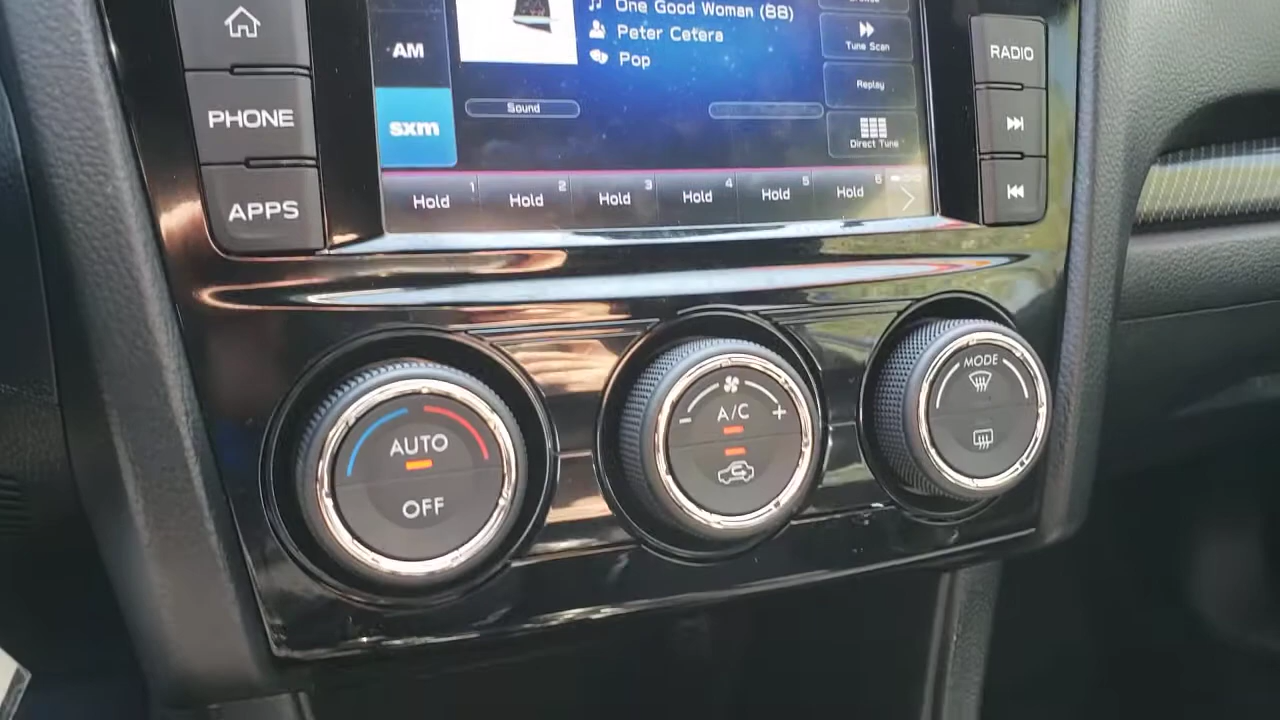 One Good Woman (88)
AM
Peter Cetera
Tune Scan
RADIO
Pop
Replay
Sound
PHONE
sxm
Direct Tune
1 2 3 4 5 6
Hold Hold Hold Hold Hold Hold
APPS
MODE
A/C
- +
AUTO
OFF